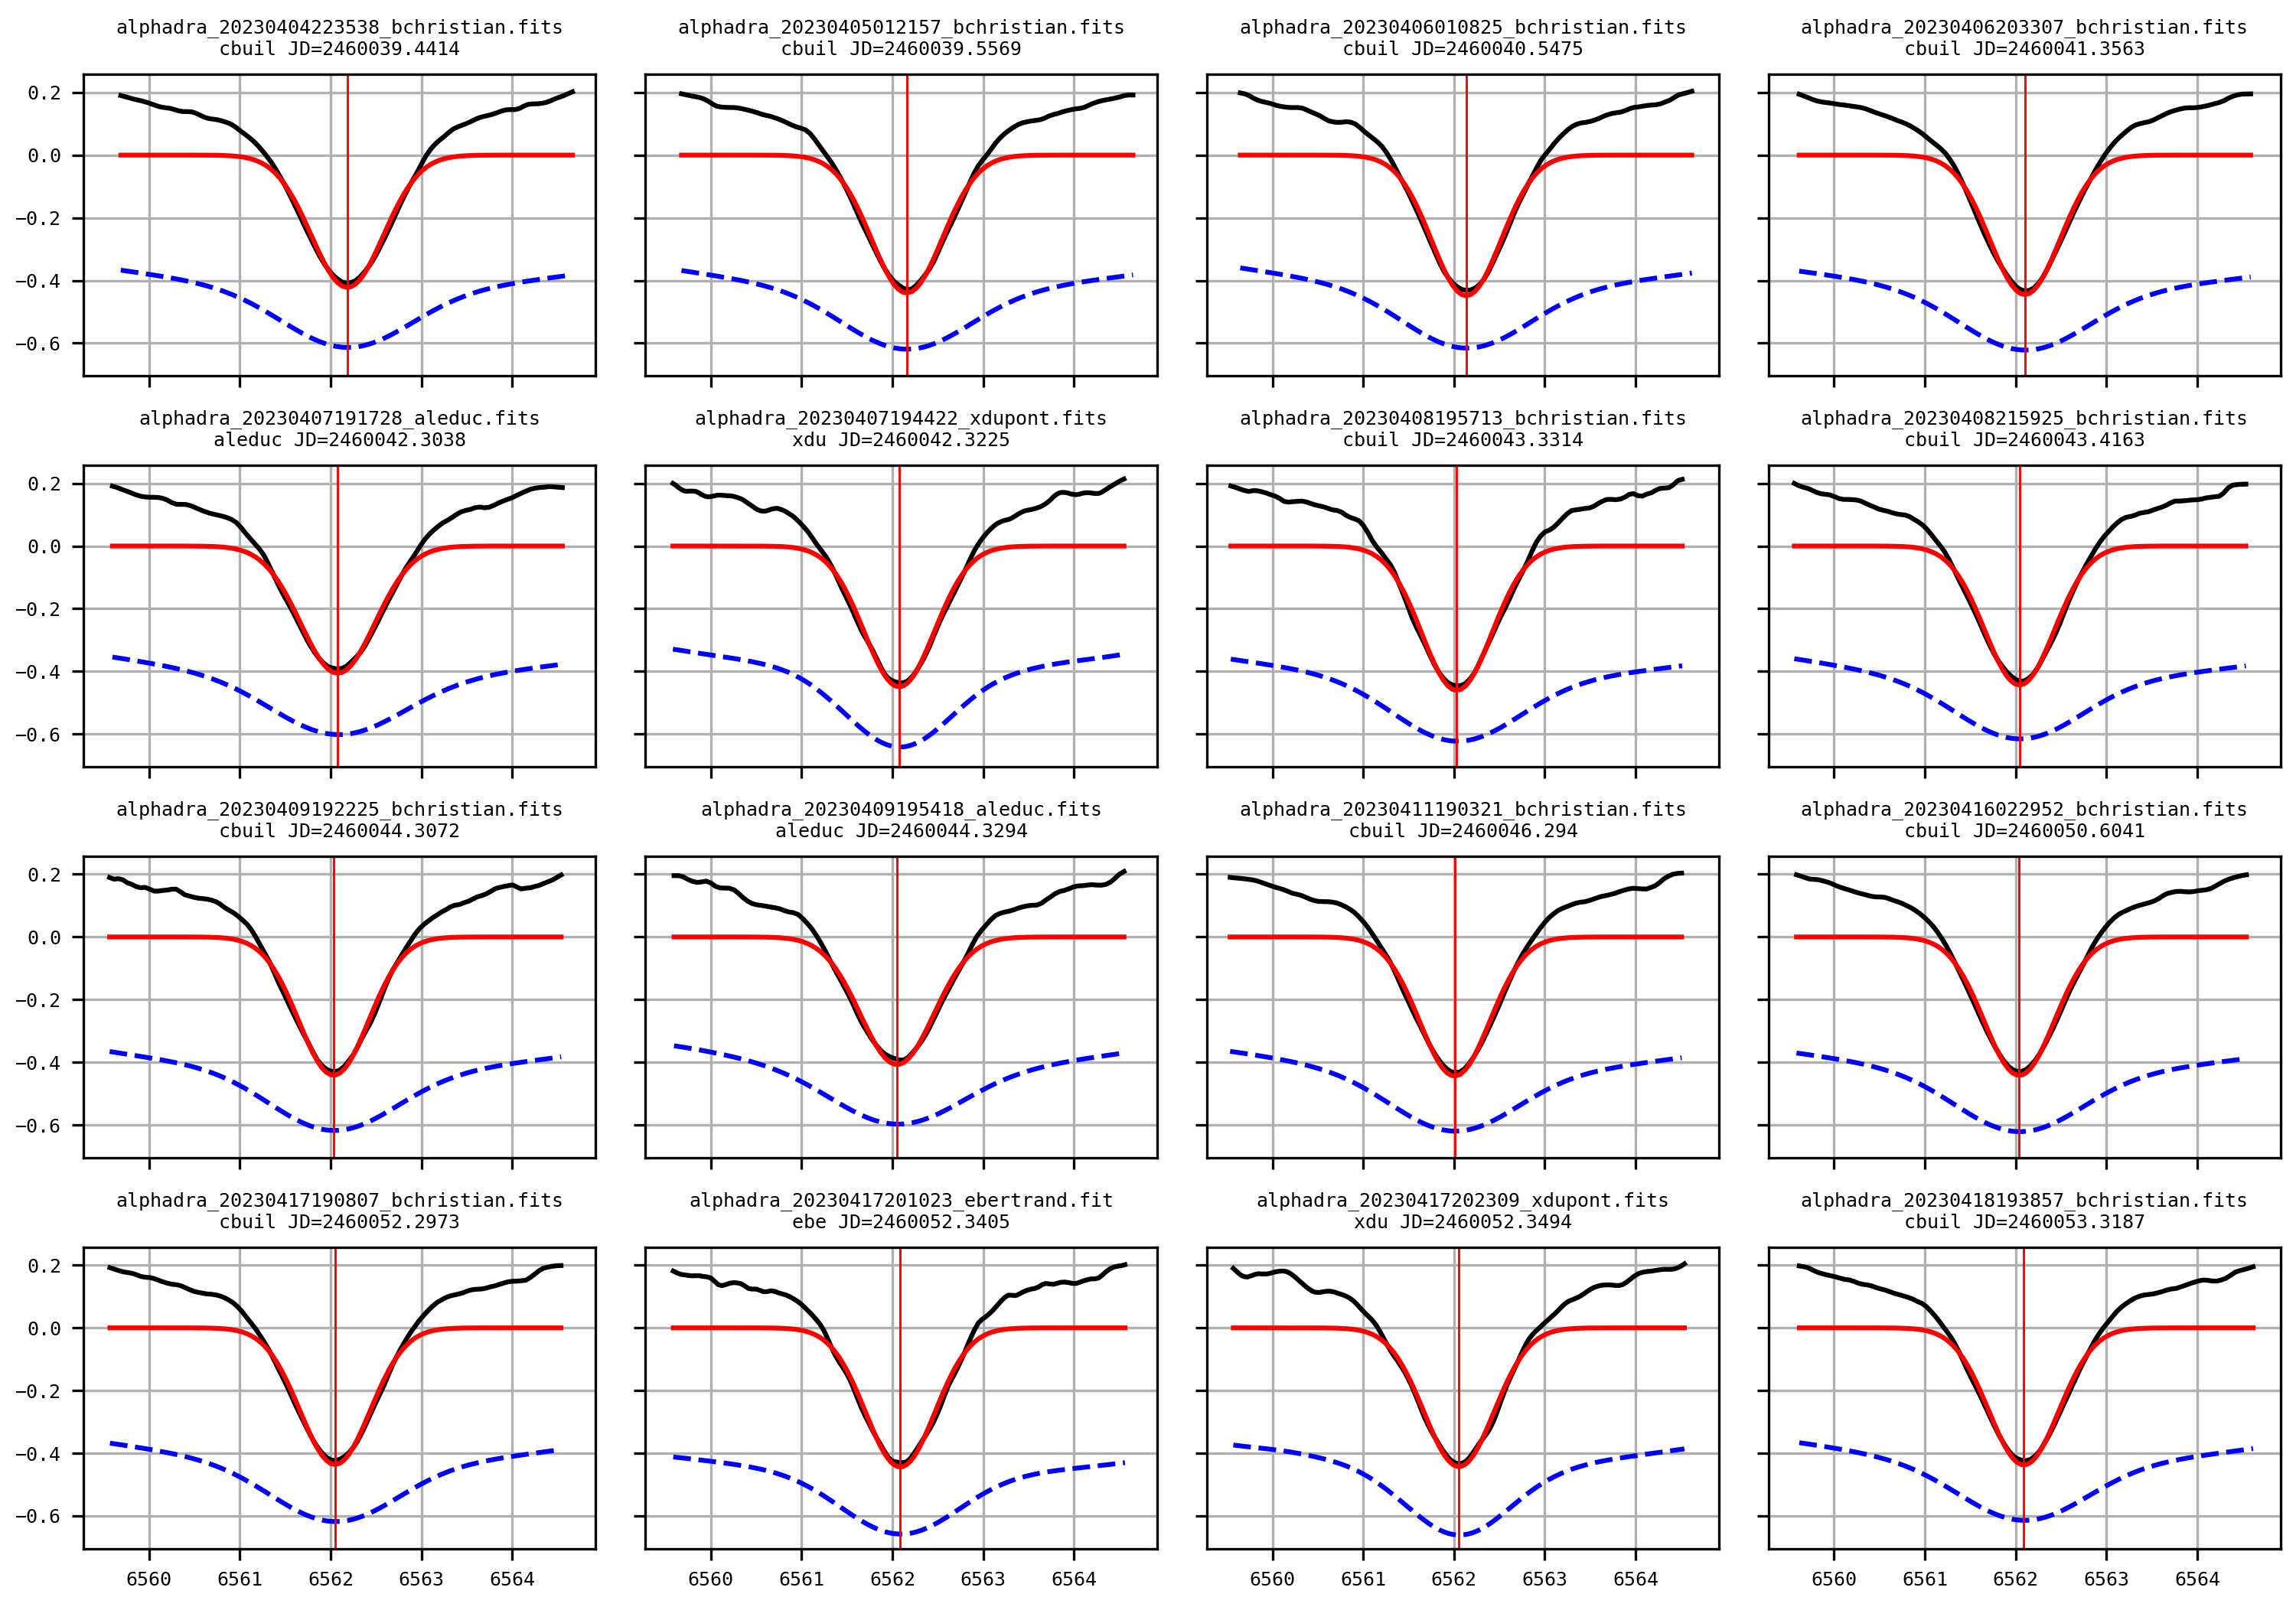 alphadra_20230404223538_bchristian.fits
cbuil JD=2460039.4414
alphadra_20230405012157_bchristian.fits
cbuil JD=2460039.5569
alphadra_20230406010825_bchristian.fits
cbuil JD=2460040.5475
alphadra_20230406203307_bchristian.fits
cbuil JD=2460041.3563
0.2
0.0
−0.2
−0.4
−0.6
alphadra_20230407191728_aleduc.fits
aleduc JD=2460042.3038
alphadra_20230407194422_xdupont.fits
xdu JD=2460042.3225
alphadra_20230408195713_bchristian.fits
cbuil JD=2460043.3314
alphadra_20230408215925_bchristian.fits
cbuil JD=2460043.4163
0.2
0.0
−0.2
−0.4
−0.6
alphadra_20230409192225_bchristian.fits
cbuil JD=2460044.3072
alphadra_20230409195418_aleduc.fits
aleduc JD=2460044.3294
alphadra_20230411190321_bchristian.fits
cbuil JD=2460046.294
alphadra_20230416022952_bchristian.fits
cbuil JD=2460050.6041
0.2
0.0
−0.2
−0.4
−0.6
alphadra_20230417190807_bchristian.fits
cbuil JD=2460052.2973
alphadra_20230417201023_ebertrand.fit
ebe JD=2460052.3405
alphadra_20230417202309_xdupont.fits
xdu JD=2460052.3494
alphadra_20230418193857_bchristian.fits
cbuil JD=2460053.3187
0.2
0.0
−0.2
−0.4
−0.6
6560 6561 6562 6563 6564
6560 6561 6562 6563 6564
6560 6561 6562 6563 6564
6560 6561 6562 6563 6564